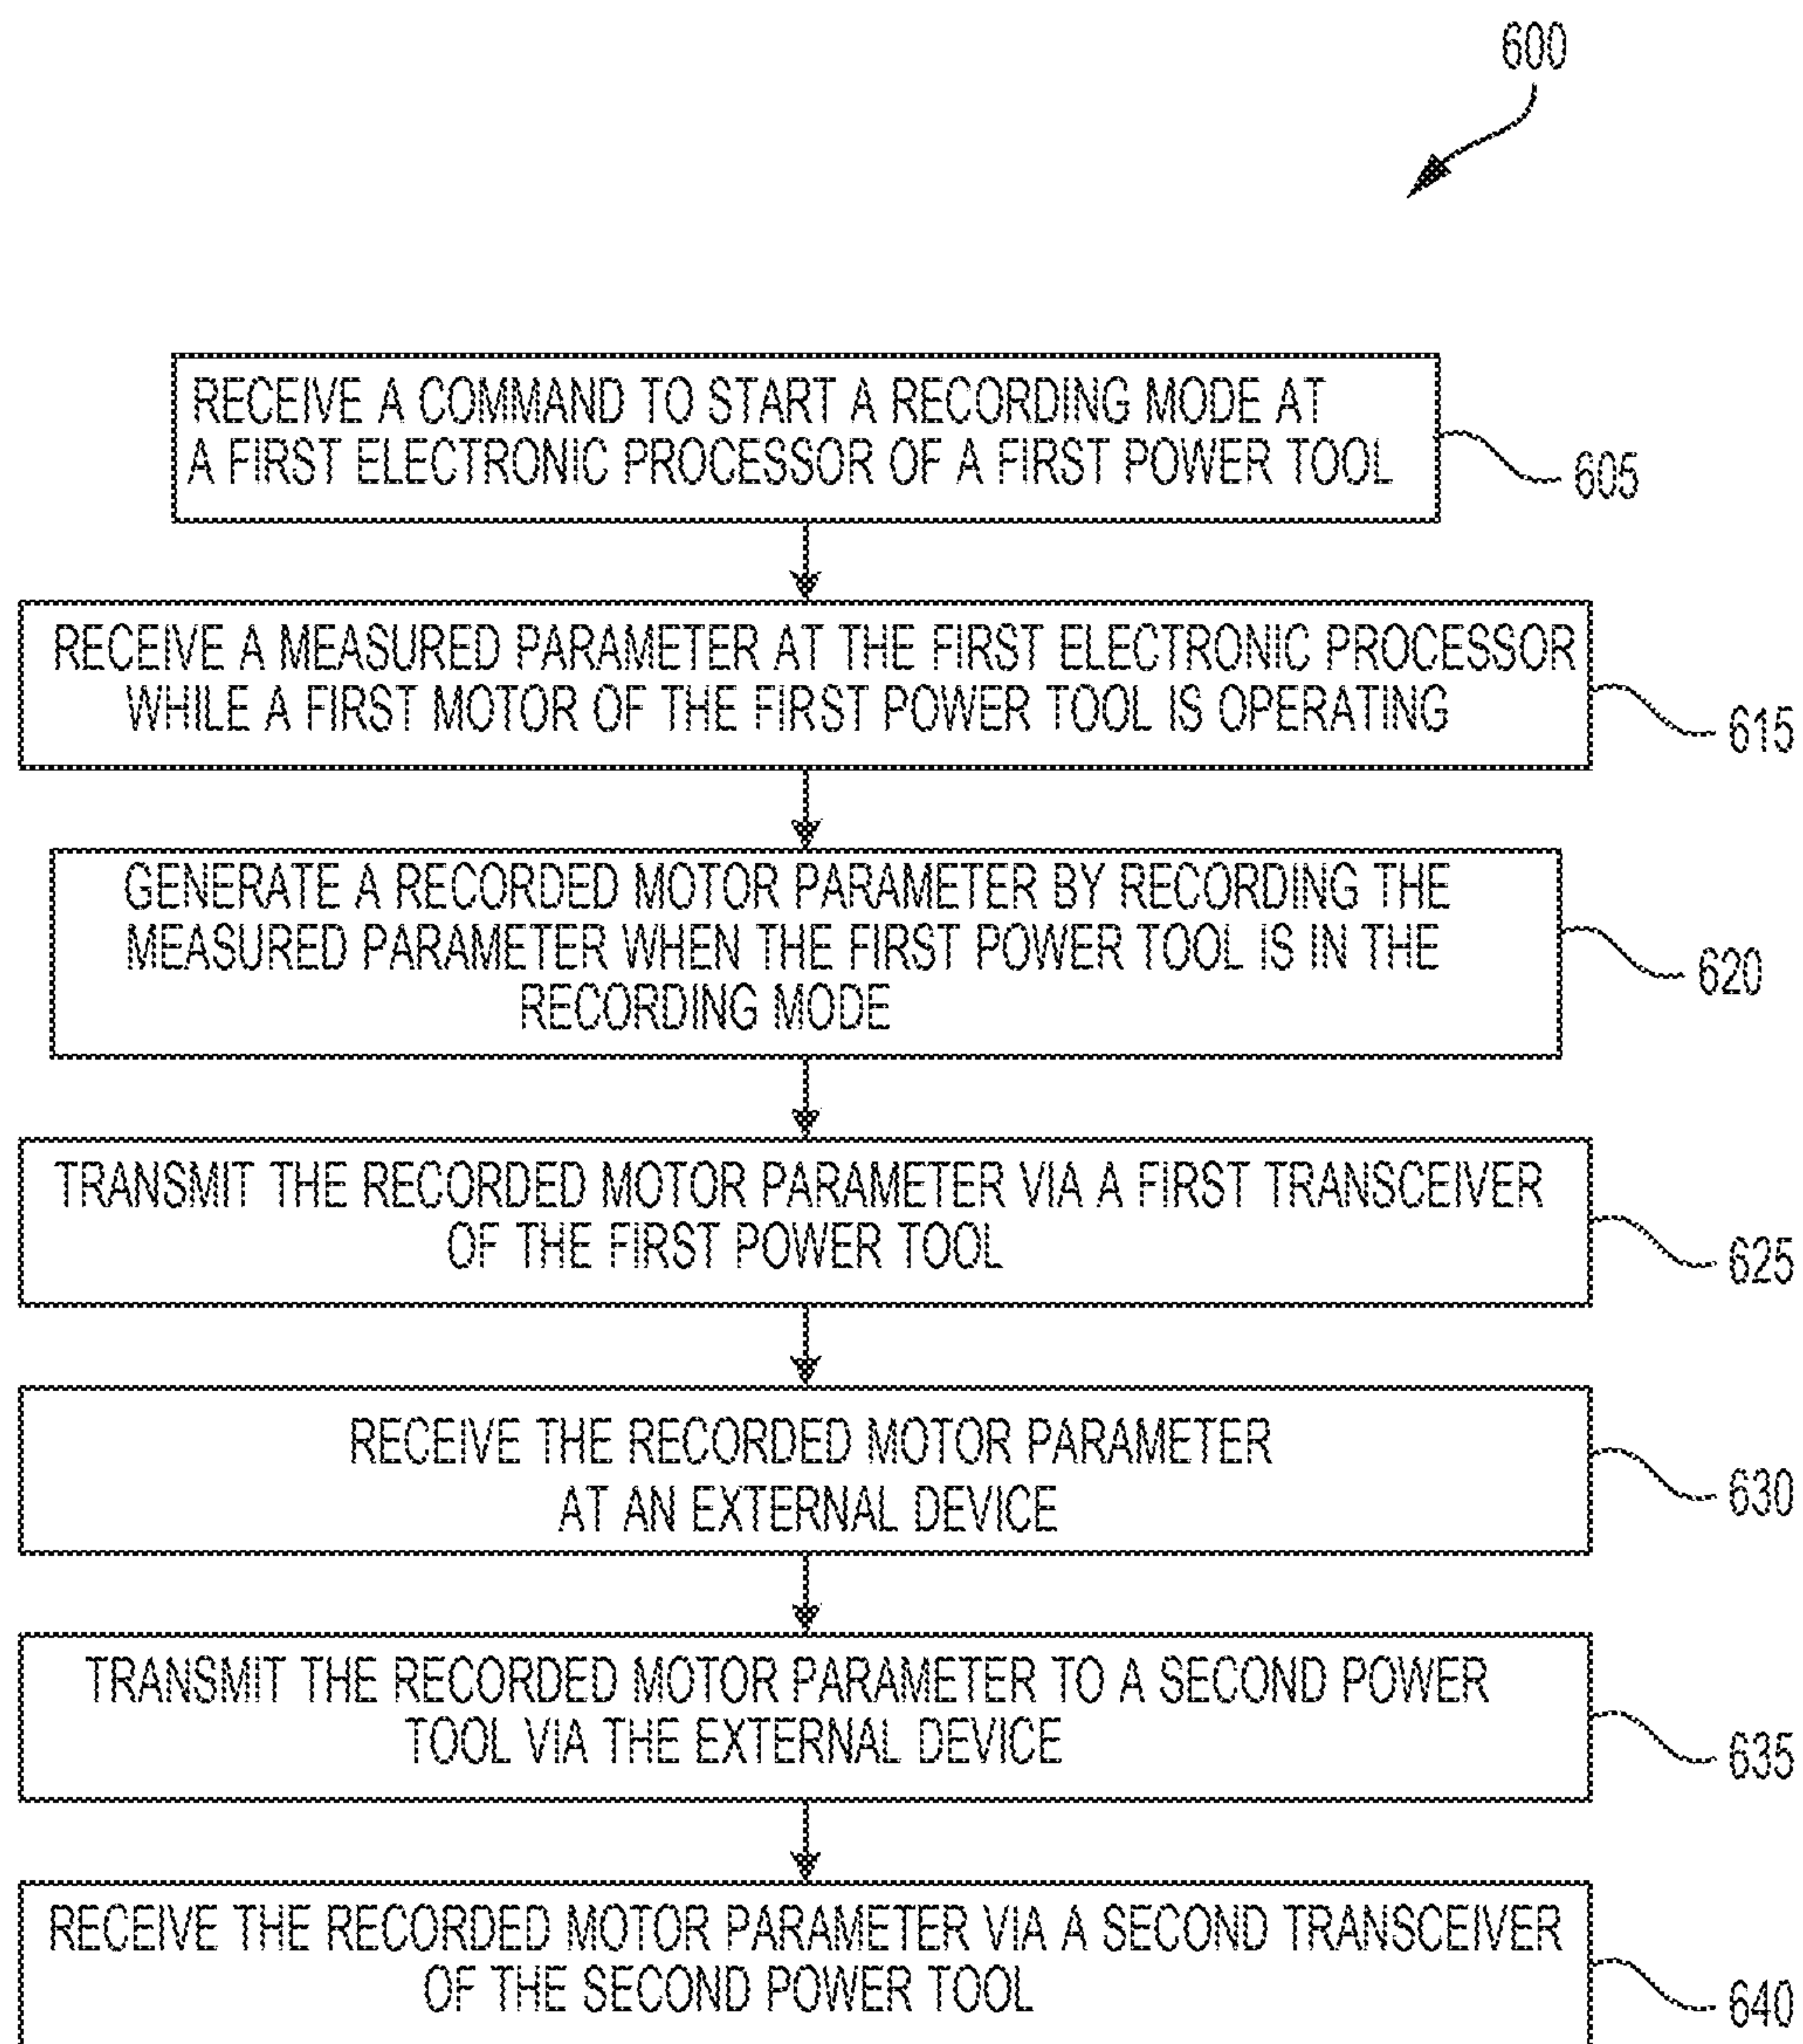 600
RECEIVE A COMMAND TO START A RECORDING MODE AT
A FIRST ELECTRONIC PROCESSOR OF A FIRST POWER TOOL
605
RECEIVE A MEASURED PARAMETER AT THE FIRST ELECTRONIC PROCESSOR
WHILE A FIRST MOTOR OF THE FIRST POWER TOOL IS OPERATING
615
GENERATE A RECORDED MOTOR PARAMETER BY RECORDING THE
MEASURED PARAMETER WHEN THE FIRST POWER TOOL IS IN THE
RECORDING MODE
620
TRANSMIT THE RECORDED MOTOR PARAMETER VIA A FIRST TRANSCEIVER
OF THE FIRST POWER TOOL
625
RECEIVE THE RECORDED MOTOR PARAMETER
AT AN EXTERNAL DEVICE
630
TRANSMIT THE RECORDED MOTOR PARAMETER TO A SECOND POWER
TOOL VIA THE EXTERNAL DEVICE
635
RECEIVE THE RECORDED MOTOR PARAMETER VIA A SECOND TRANSCEIVER
OF THE SECOND POWER TOOL
640